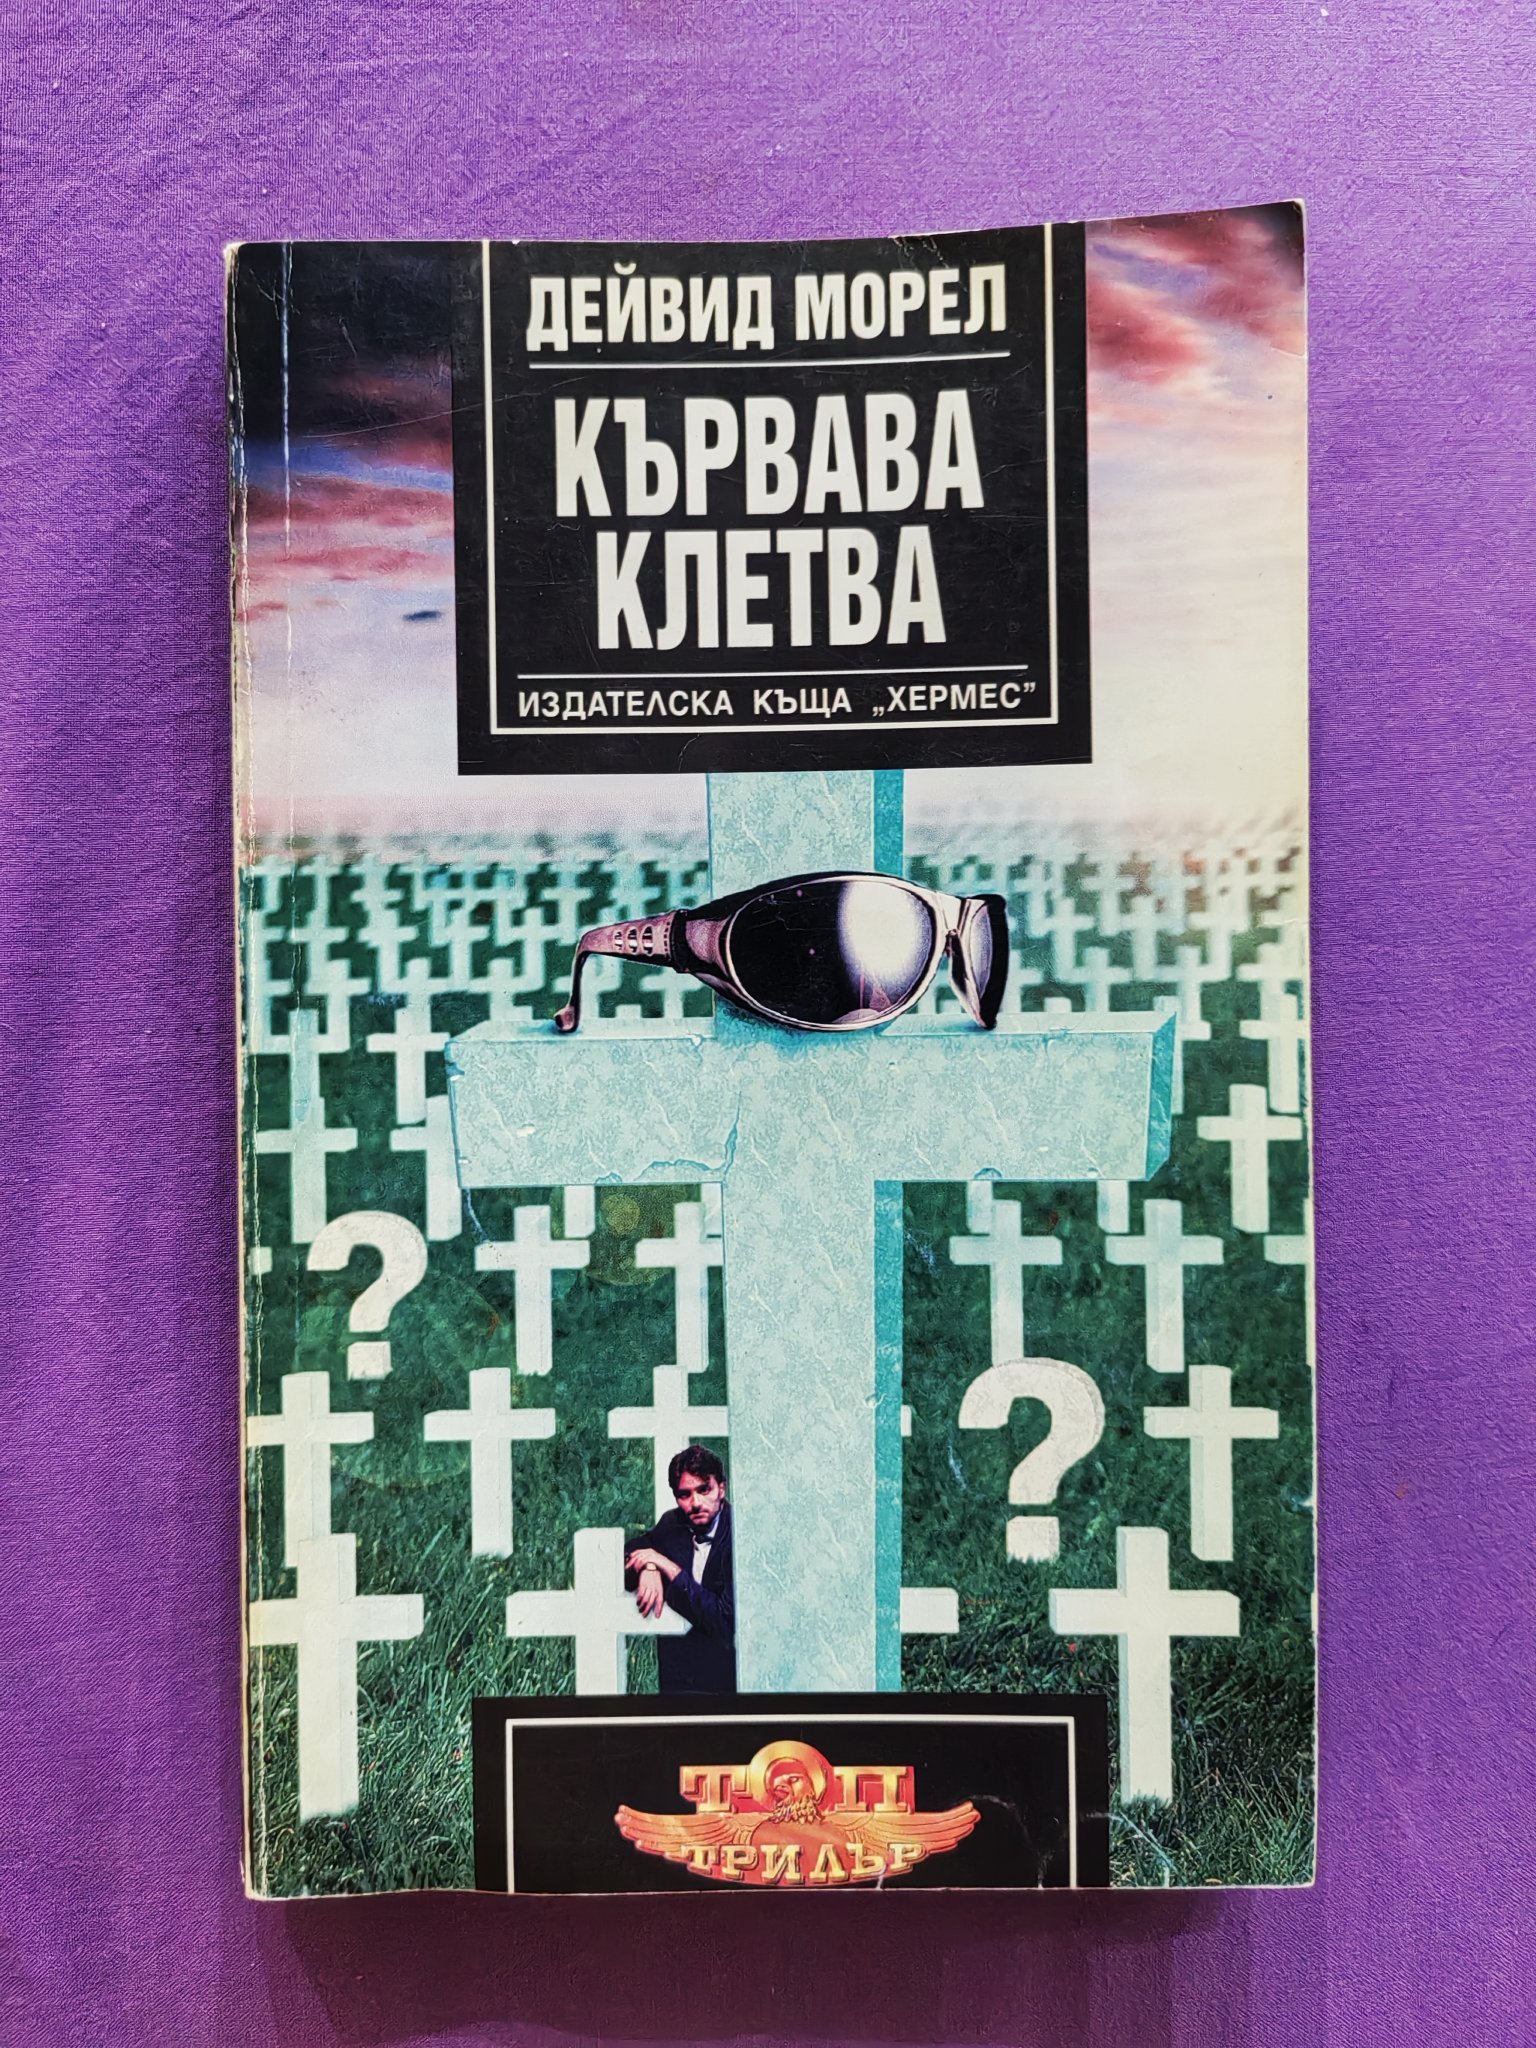 ДЕЙВИД МОРЕЛ
КЪРВАВА
КЛЕТВА
ИЗДАТЕЛСКА КЪЩА „ХЕРМЕС”
?
?
ТОП
ТРИЛЪР